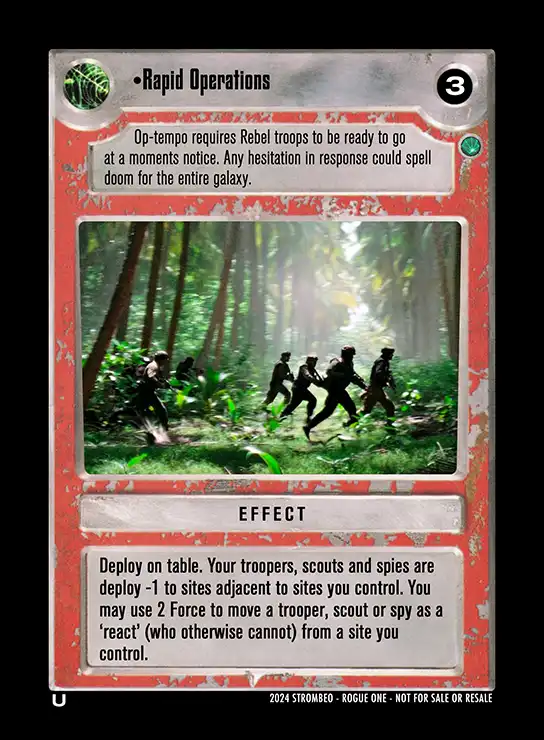 •Rapid Operations
3
Op-tempo requires Rebel troops to be ready to go
at a moments notice. Any hesitation in response could spell
doom for the entire galaxy.
EFFECT
Deploy on table. Your troopers, scouts and spies are
deploy -1 to sites adjacent to sites you control. You
may use 2 Force to move a trooper, scout or spy as a
‘react’ (who otherwise cannot) from a site you
control.
U
2024 STROMBEO - ROGUE ONE - NOT FOR SALE OR RESALE